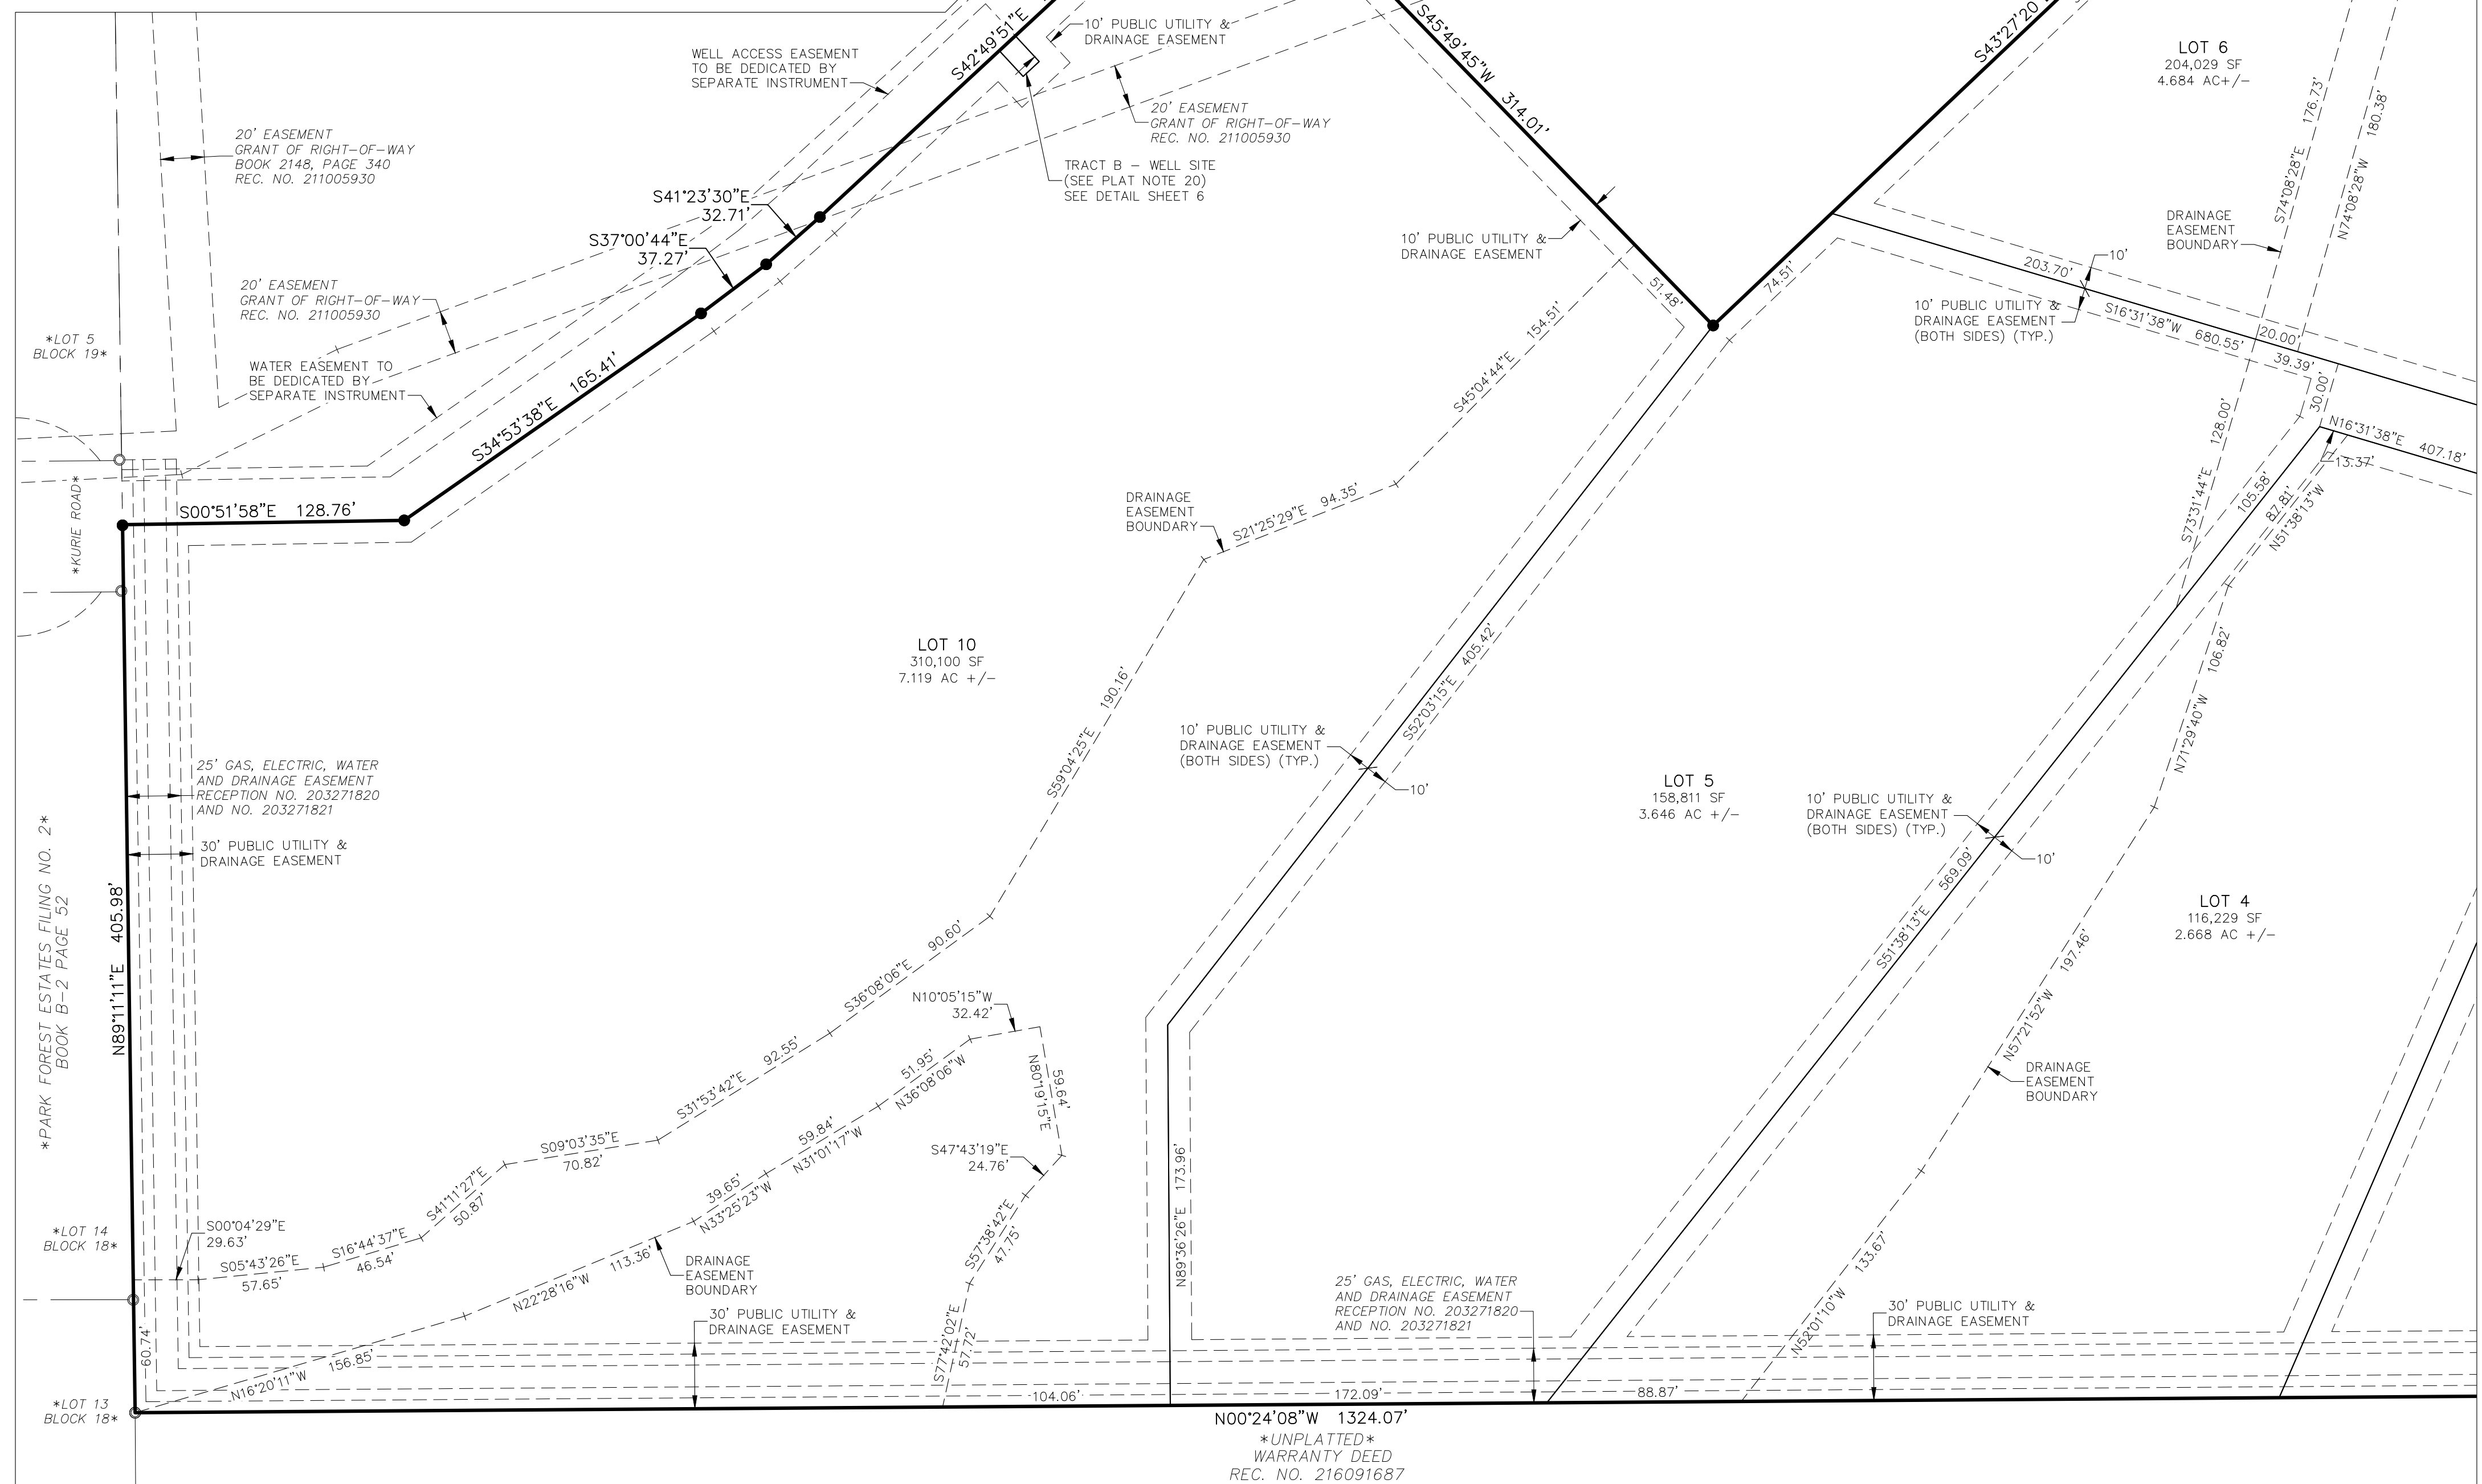 S42°49'51"E
10' PUBLIC UTILITY &
DRAINAGE EASEMENT
WELL ACCESS EASEMENT
TO BE DEDICATED BY
SEPARATE INSTRUMENT
20' EASEMENT
GRANT OF RIGHT-OF-WAY
BOOK 2148, PAGE 340
REC. NO. 211005930
20' EASEMENT
GRANT OF RIGHT-OF-WAY
REC. NO. 211005930
TRACT B - WELL SITE
(SEE PLAT NOTE 20)
SEE DETAIL SHEET 6
S41°23'30"E
32.71'
S37°00'44"E
37.27'
20' EASEMENT
GRANT OF RIGHT-OF-WAY
REC. NO. 211005930
*LOT 5
BLOCK 19*
WATER EASEMENT TO
BE DEDICATED BY
SEPARATE INSTRUMENT
S34°53'38"E 165.41'
*KURIE ROAD*
S00°51'58"E 128.76'
S45°49'45"W 314.01'
10' PUBLIC UTILITY &
DRAINAGE EASEMENT
51.48'
74.51'
S43°27'20
LOT 6
204,029 SF
4.684 AC+/-
S74°08'28"E 176.73'
N74°08'28"W 180.38'
DRAINAGE
EASEMENT
BOUNDARY
203.70'
10'
10' PUBLIC UTILITY &
DRAINAGE EASEMENT
(BOTH SIDES) (TYP.)
S16°31'38"W 680.55'
20.00'
39.39'
30.00'
N16°31'38"E 407.18'
13.37'
S73°31'44"E 128.00'
105.58'
87.81'
N51°38'13"W
S45°04'44"E 154.51'
DRAINAGE
EASEMENT
BOUNDARY
S21°25'29"E 94.35'
LOT 10
310,100 SF
7.119 AC +/-
S59°04'25"E 190.16'
S52°03'15"E 405.42'
10' PUBLIC UTILITY &
DRAINAGE EASEMENT
(BOTH SIDES) (TYP.)
10'
LOT 5
158,811 SF
3.646 AC +/-
10' PUBLIC UTILITY &
DRAINAGE EASEMENT
(BOTH SIDES) (TYP.)
10'
N71°29'40"W 106.82'
S51°38'13"E 569.09'
LOT 4
116,229 SF
2.668 AC +/-
N57°21'52"W 197.46'
DRAINAGE
EASEMENT
BOUNDARY
N52°01'10"W 133.67'
25' GAS, ELECTRIC, WATER
AND DRAINAGE EASEMENT
RECEPTION NO. 203271820
AND NO. 203271821
30' PUBLIC UTILITY &
DRAINAGE EASEMENT
*PARK FOREST ESTATES FILING NO. 2*
BOOK B-2 PAGE 52
N89°11'11"E 405.98'
S36°08'06"E 90.60'
N10°05'15"W
32.42'
S31°53'42"E 92.55'
51.95'
N36°08'06"W
59.64'
N80°19'15"E
59.84'
N31°01'17"W
S47°43'19"E
24.76'
S09°03'35"E
70.82'
39.65'
N33°25'23"W
S41°11'27"E
50.87'
S57°38'42"E
47.75'
*LOT 14
BLOCK 18*
S00°04'29"E
29.63'
S05°43'26"E
57.65'
S16°44'37"E
46.54'
N22°28'16"W 113.36'
DRAINAGE
EASEMENT
BOUNDARY
30' PUBLIC UTILITY &
DRAINAGE EASEMENT
S77°42'02"E
57.72'
N89°36'26"E 173.96'
25' GAS, ELECTRIC, WATER
AND DRAINAGE EASEMENT
RECEPTION NO. 203271820
AND NO. 203271821
30' PUBLIC UTILITY &
DRAINAGE EASEMENT
60.74'
N16°20'11"W 156.85'
104.06'
172.09'
88.87'
*LOT 13
BLOCK 18*
N00°24'08"W 1324.07'
*UNPLATTED*
WARRANTY DEED
REC. NO. 216091687